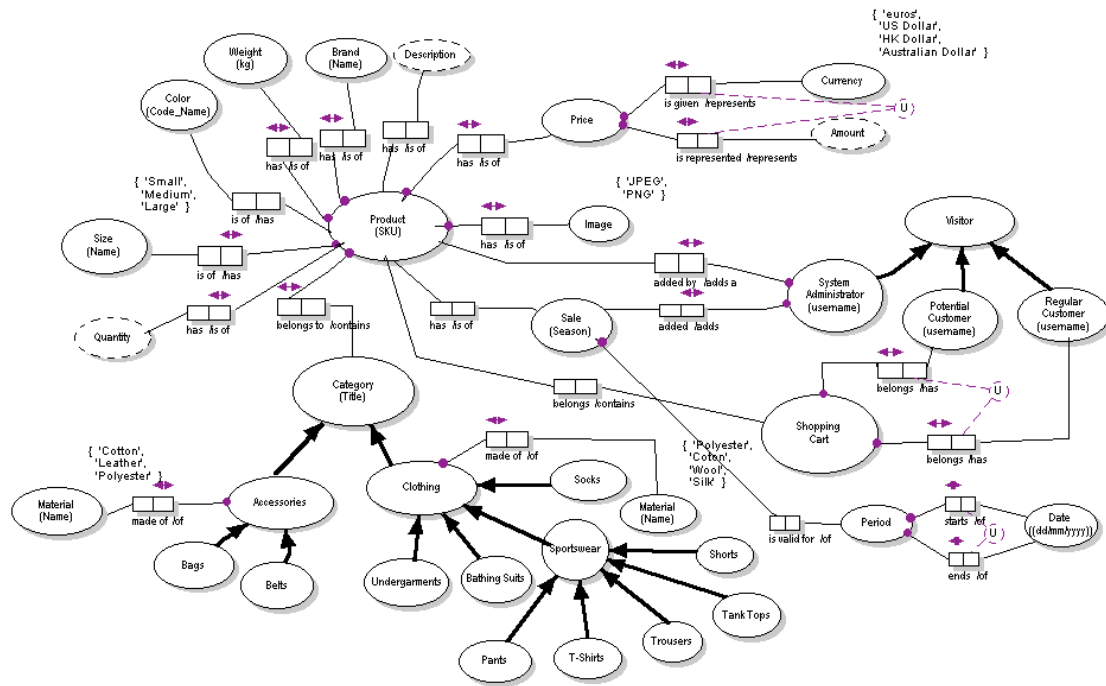 { 'euros',
'US Dollar'
'HK Dollar'
'Australian Dollar' }
Weight
(kg)
Brand
(Name)
Description
Currency
is given /represents
U
Color
(Code_Name)
Price
Amount
has /is of
has /is of
has /is of
has /is of
is represented /represents
{ 'Small',
'Medium',
'Large' }
{ 'JPEG',
'PNG' }
is of /has
Product
(SKU)
Image
has /is of
Visitor
Size
(Name)
is of /has
added by /adds a
System
Administrator
(username)
Potential
Customer
(username)
Regular
Customer
(username)
Quantity
has /is of
belongs to /contains
has /is of
Sale
(Season)
added /adds
Category
(Title)
belongs /contains
belongs /has
U
Shopping
Cart
belongs /has
{ 'Cotton',
'Leather',
'Polyester' }
made of /of
{ 'Polyester',
'Coton',
'Wool',
'Silk' }
Material
(Name)
made of /of
Accessories
Clothing
Socks
Material
(Name)
is valid for /of
Period
starts /of
U
Date
((dd/mm/yyyy))
ends /of
Bags
Belts
Undergarments
Bathing Suits
Sportswear
Shorts
Tank Tops
Pants
T-Shirts
Trousers